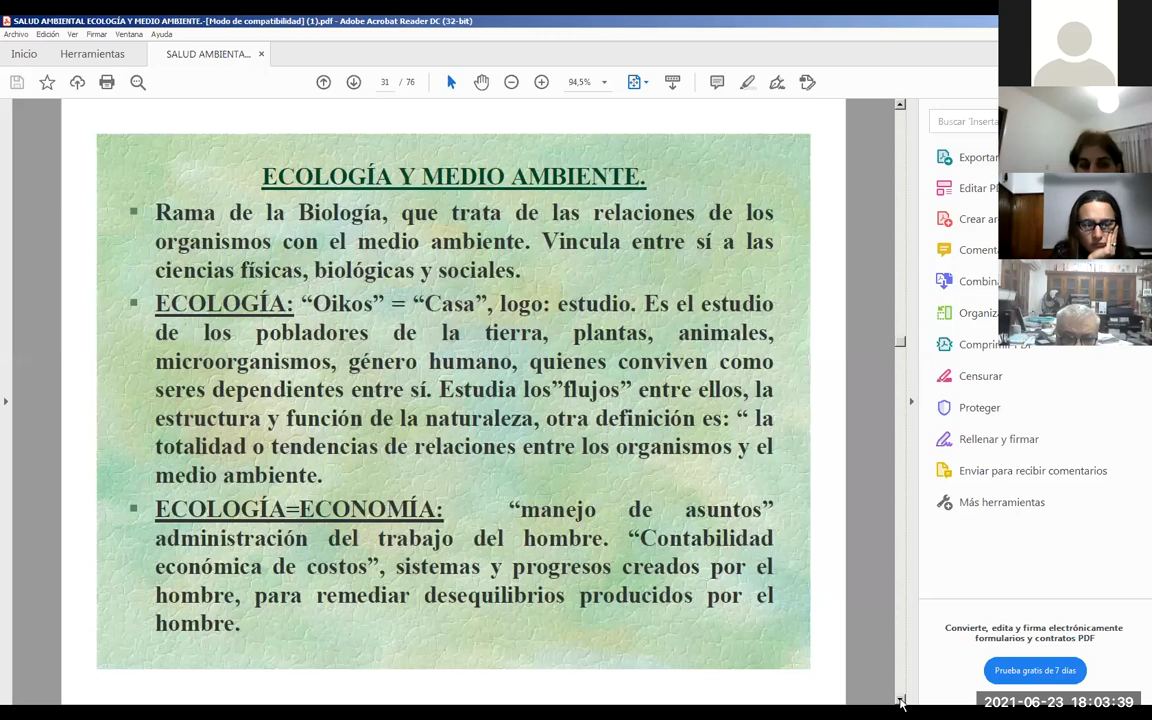 SALUD AMBIENTAL ECOLOGÍA Y MEDIO AMBIENTE.-[Modo de compatibilidad] (1).pdf - Adobe Acrobat Reader DC (32-bit)
Archivo Edición Ver Firmar Ventana Ayuda
Inicio Herramientas SALUD AMBIENTA... ×
31 / 76 94,5%
Buscar 'Inserta
ECOLOGÍA Y MEDIO AMBIENTE.
Rama de la Biología, que trata de las relaciones de los
organismos con el medio ambiente. Vincula entre sí a las
ciencias físicas, biológicas y sociales.
ECOLOGÍA: “Oikos” = “Casa”, logo: estudio. Es el estudio
de los pobladores de la tierra, plantas, animales,
microorganismos, género humano, quienes conviven como
seres dependientes entre sí. Estudia los”flujos” entre ellos, la
estructura y función de la naturaleza, otra definición es: “ la
totalidad o tendencias de relaciones entre los organismos y el
medio ambiente.
ECOLOGÍA=ECONOMÍA: “manejo de asuntos”
administración del trabajo del hombre. “Contabilidad
económica de costos”, sistemas y progresos creados por el
hombre, para remediar desequilibrios producidos por el
hombre.
Exportar
Editar PD
Crear ar
Comenta
Combin
Organiza
Comprimir PDF
Censurar
Proteger
Rellenar y firmar
Enviar para recibir comentarios
Más herramientas
Convierte, edita y firma electrónicamente
formularios y contratos PDF
Prueba gratis de 7 días
2021-06-23 18:03:39